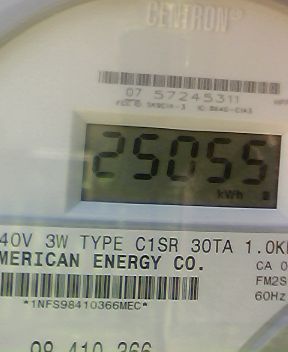 CENTRON®
07 57245311
25055
kWh
40V 3W TYPE C1SR 30TA 1.0K
MERICAN ENERGY CO.
CA 0
FM2S
60Hz
*1NFS98410366MEC*
98 410 366